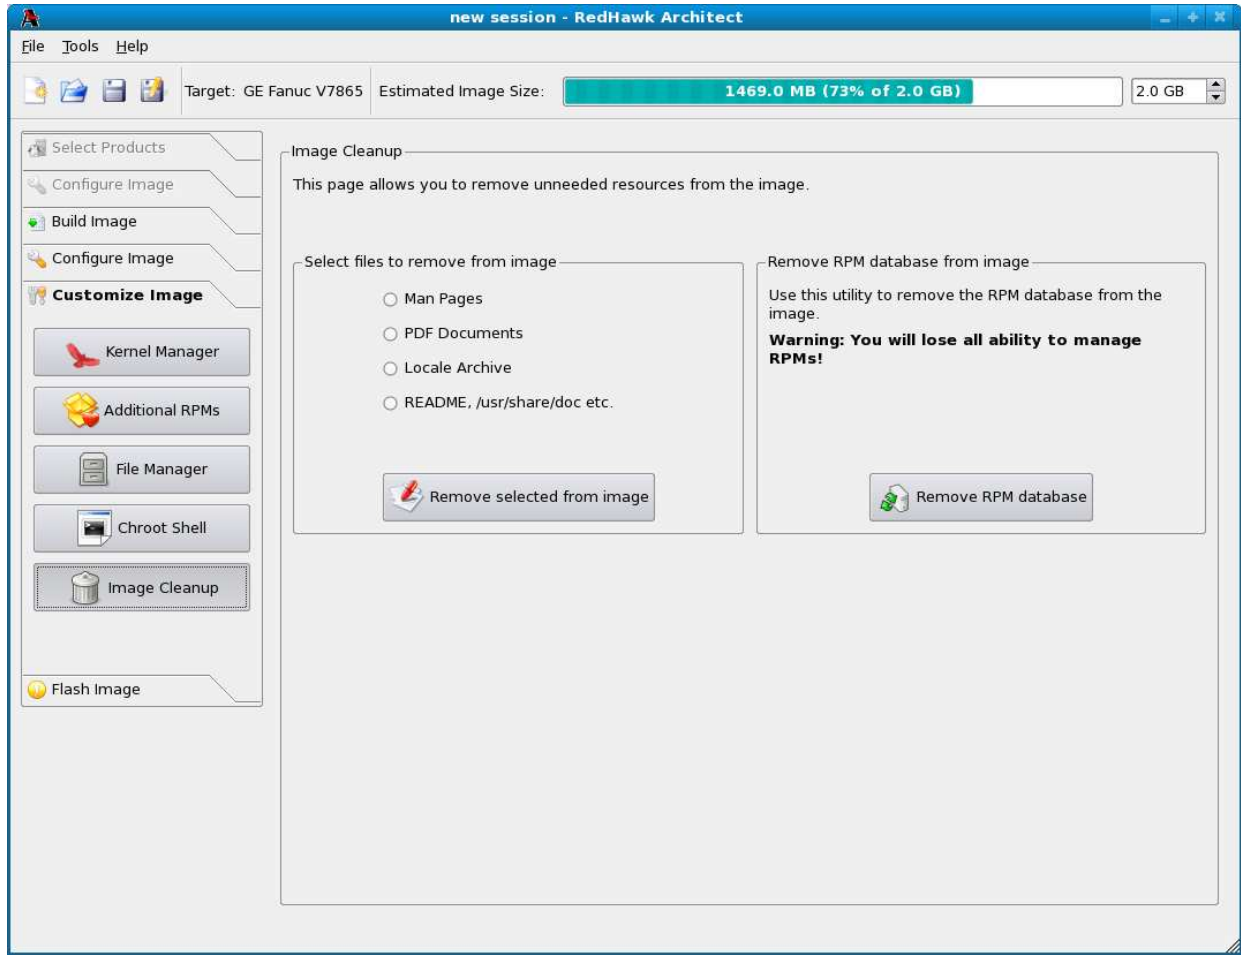 new session - RedHawk Architect
File Tools Help
Target: GE Fanuc V7865 Estimated Image Size: 1469.0 MB (73% of 2.0 GB) 2.0 GB
Select Products
Configure Image
Build Image
Configure Image
Customize Image
Kernel Manager
Additional RPMs
File Manager
Chroot Shell
Image Cleanup
Flash Image
Image Cleanup
This page allows you to remove unneeded resources from the image.
Select files to remove from image
Man Pages
PDF Documents
Locale Archive
README, /usr/share/doc etc.
Remove selected from image
Remove RPM database from image
Use this utility to remove the RPM database from the
image.
Warning: You will lose all ability to manage
RPMs!
Remove RPM database